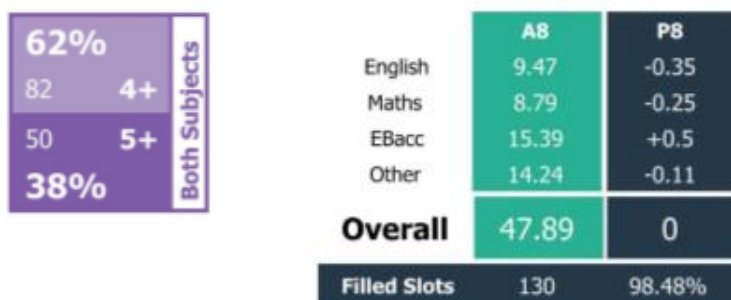 62%
82 4+
50 5+
38%
Both Subjects
A8 P8
English 9.47 -0.35
Maths 8.79 -0.25
EBacc 15.39 +0.5
Other 14.24 -0.11
Overall 47.89 0
Filled Slots 130 98.48%